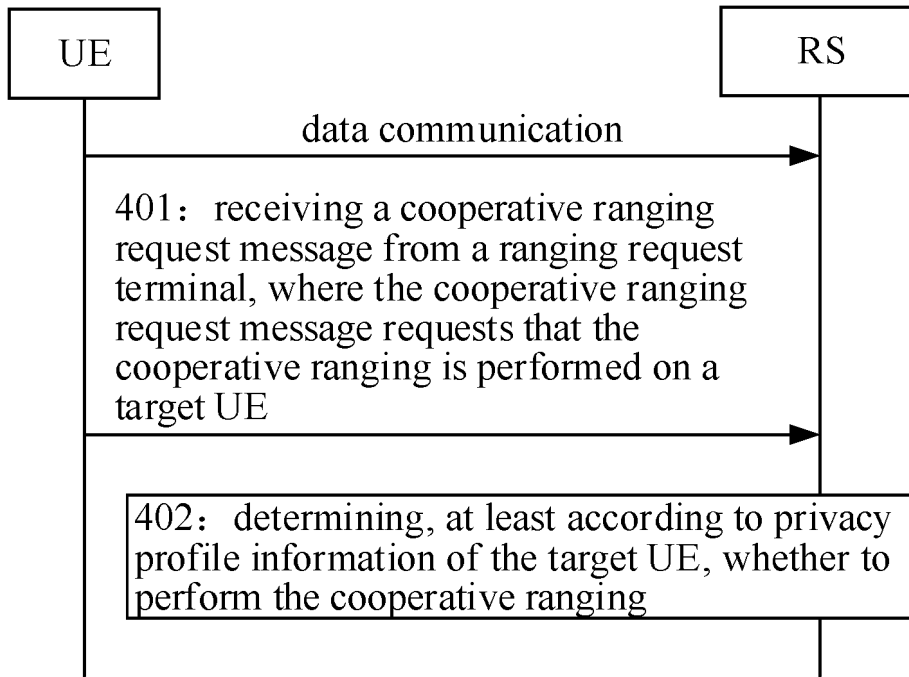 UE
RS
data communication
401： receiving a cooperative ranging
request message from a ranging request
terminal, where the cooperative ranging
request message requests that the
cooperative ranging is performed on a
target UE
402： determining, at least according to privacy
profile information of the target UE, whether to
perform the cooperative ranging